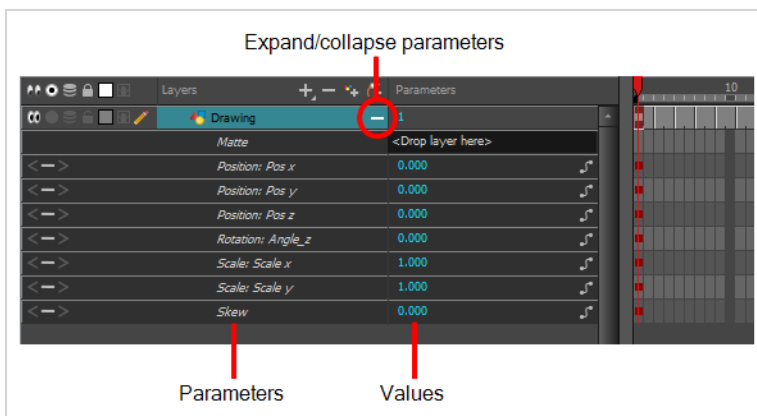 Expand/collapse parameters
Layers Parameters
10
Drawing 1
Matte <Drop layer here>
Position: Pos x 0.000
Position: Pos y 0.000
Position: Pos z 0.000
Rotation: Angle_z 0.000
Scale: Scale x 1.000
Scale: Scale y 1.000
Skew 0.000
Parameters Values